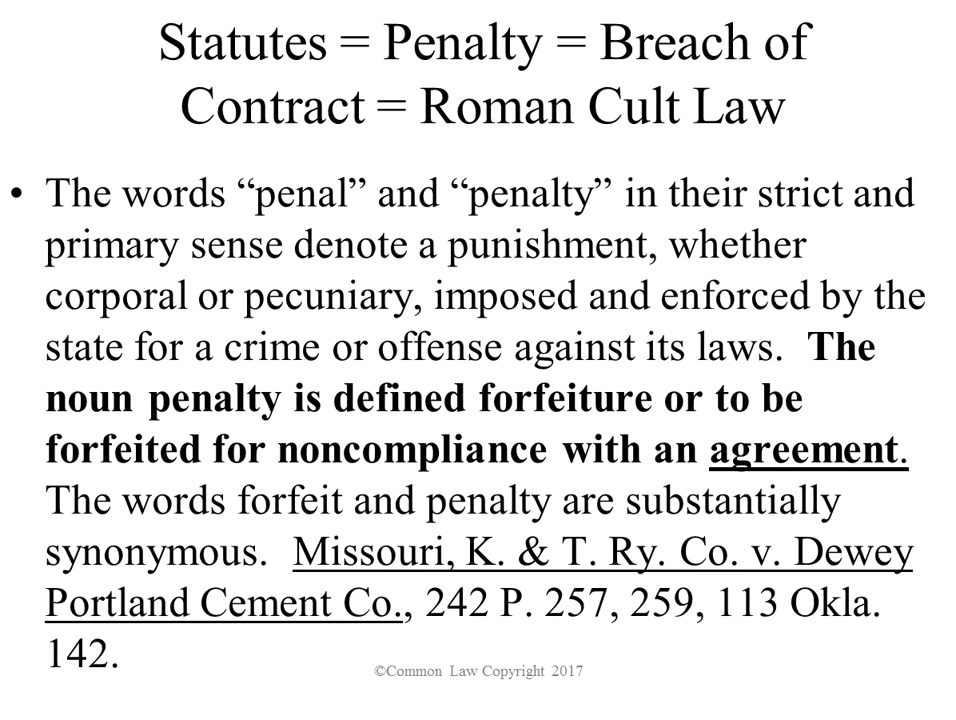 Statutes = Penalty = Breach of
Contract = Roman Cult Law
• The words “penal” and “penalty” in their strict and
primary sense denote a punishment, whether
corporal or pecuniary, imposed and enforced by the
state for a crime or offense against its laws.  The
noun penalty is defined forfeiture or to be
forfeited for noncompliance with an agreement.
The words forfeit and penalty are substantially
synonymous.  Missouri, K. & T. Ry. Co. v. Dewey
Portland Cement Co., 242 P. 257, 259, 113 Okla.
142.
©Common Law Copyright 2017